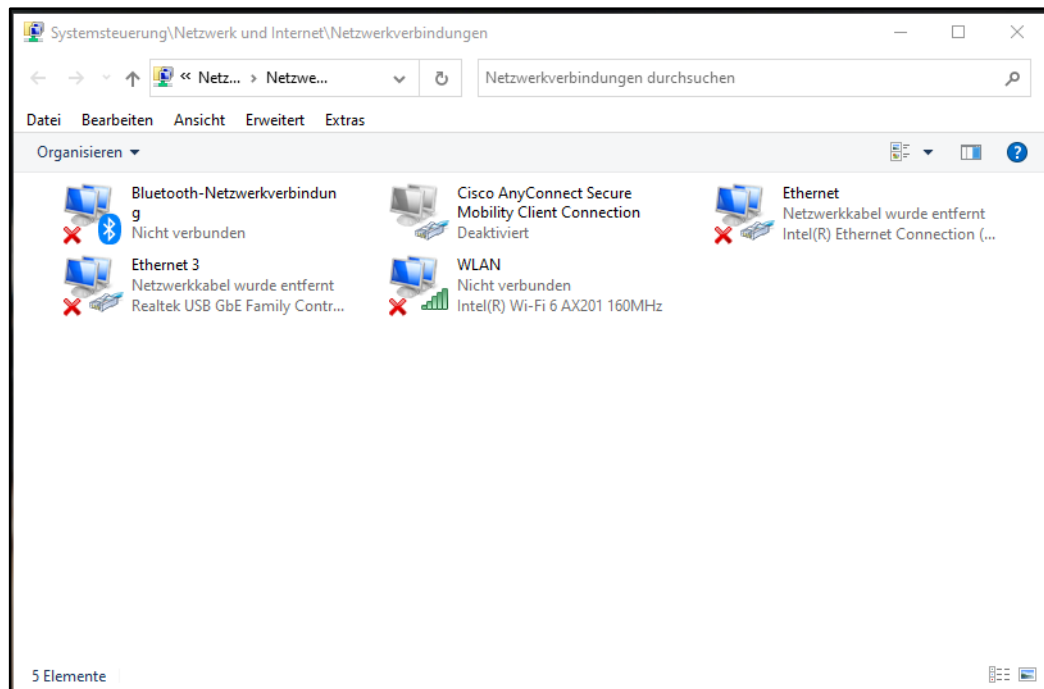 Systemsteuerung\Netzwerk und Internet\Netzwerkverbindungen
« Netz... › Netzwe...
Netzwerkverbindungen durchsuchen
Datei Bearbeiten Ansicht Erweitert Extras
Organisieren
Bluetooth-Netzwerkverbindun
g
Nicht verbunden
Cisco AnyConnect Secure
Mobility Client Connection
Deaktiviert
Ethernet
Netzwerkkabel wurde entfernt
Intel(R) Ethernet Connection (...
Ethernet 3
Netzwerkkabel wurde entfernt
Realtek USB GbE Family Contr...
WLAN
Nicht verbunden
Intel(R) Wi-Fi 6 AX201 160MHz
5 Elemente